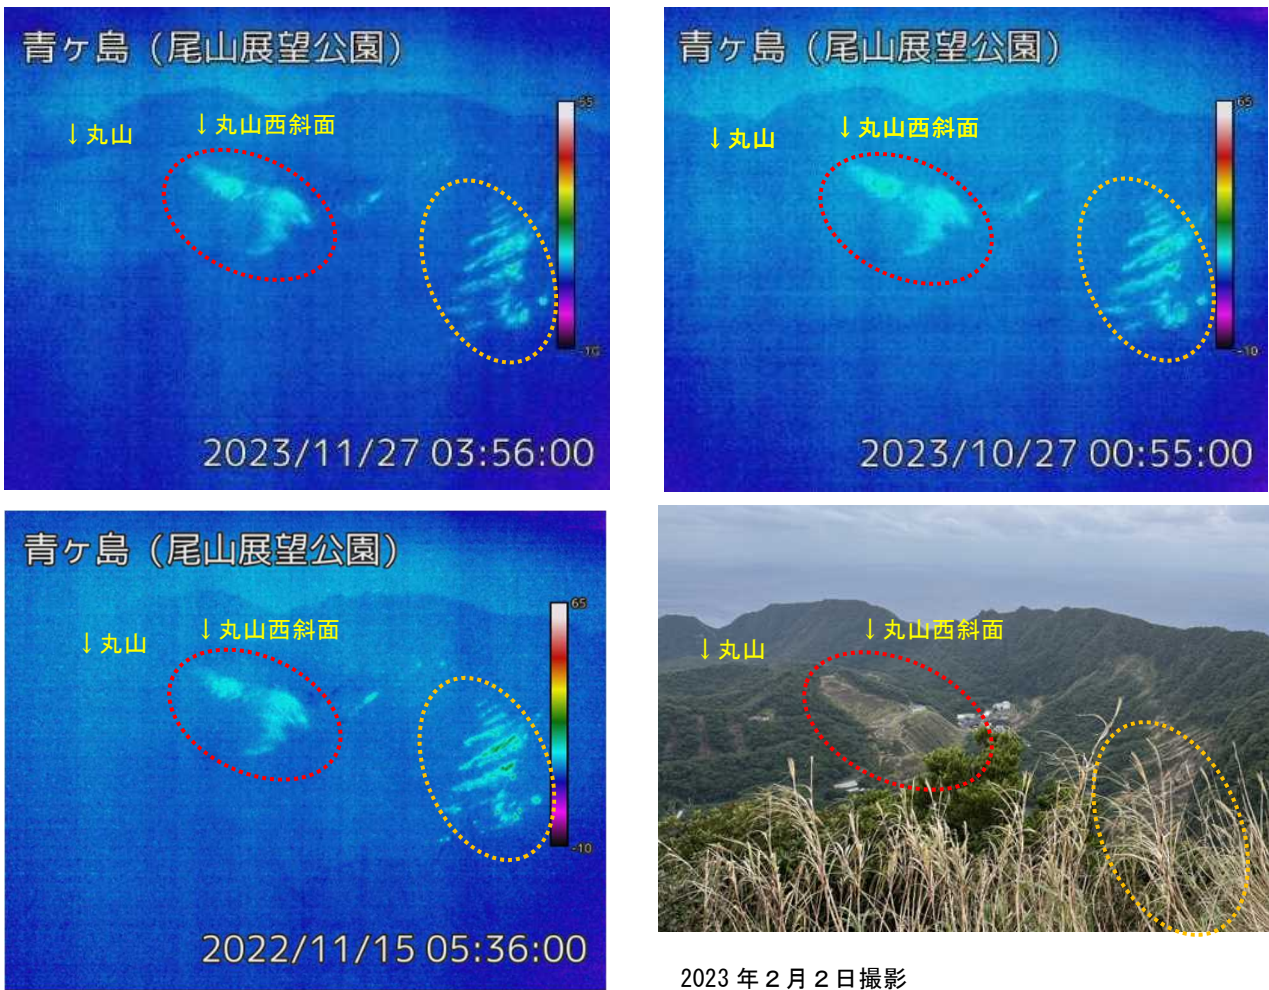 青ヶ島（尾山展望公園）
↓丸山
↓丸山西斜面
65
-10
2023/11/27 03:56:00
青ヶ島（尾山展望公園）
↓丸山
↓丸山西斜面
65
-10
2023/10/27 00:55:00
青ヶ島（尾山展望公園）
↓丸山
↓丸山西斜面
65
-10
2022/11/15 05:36:00
↓丸山
↓丸山西斜面
2023年２月２日撮影